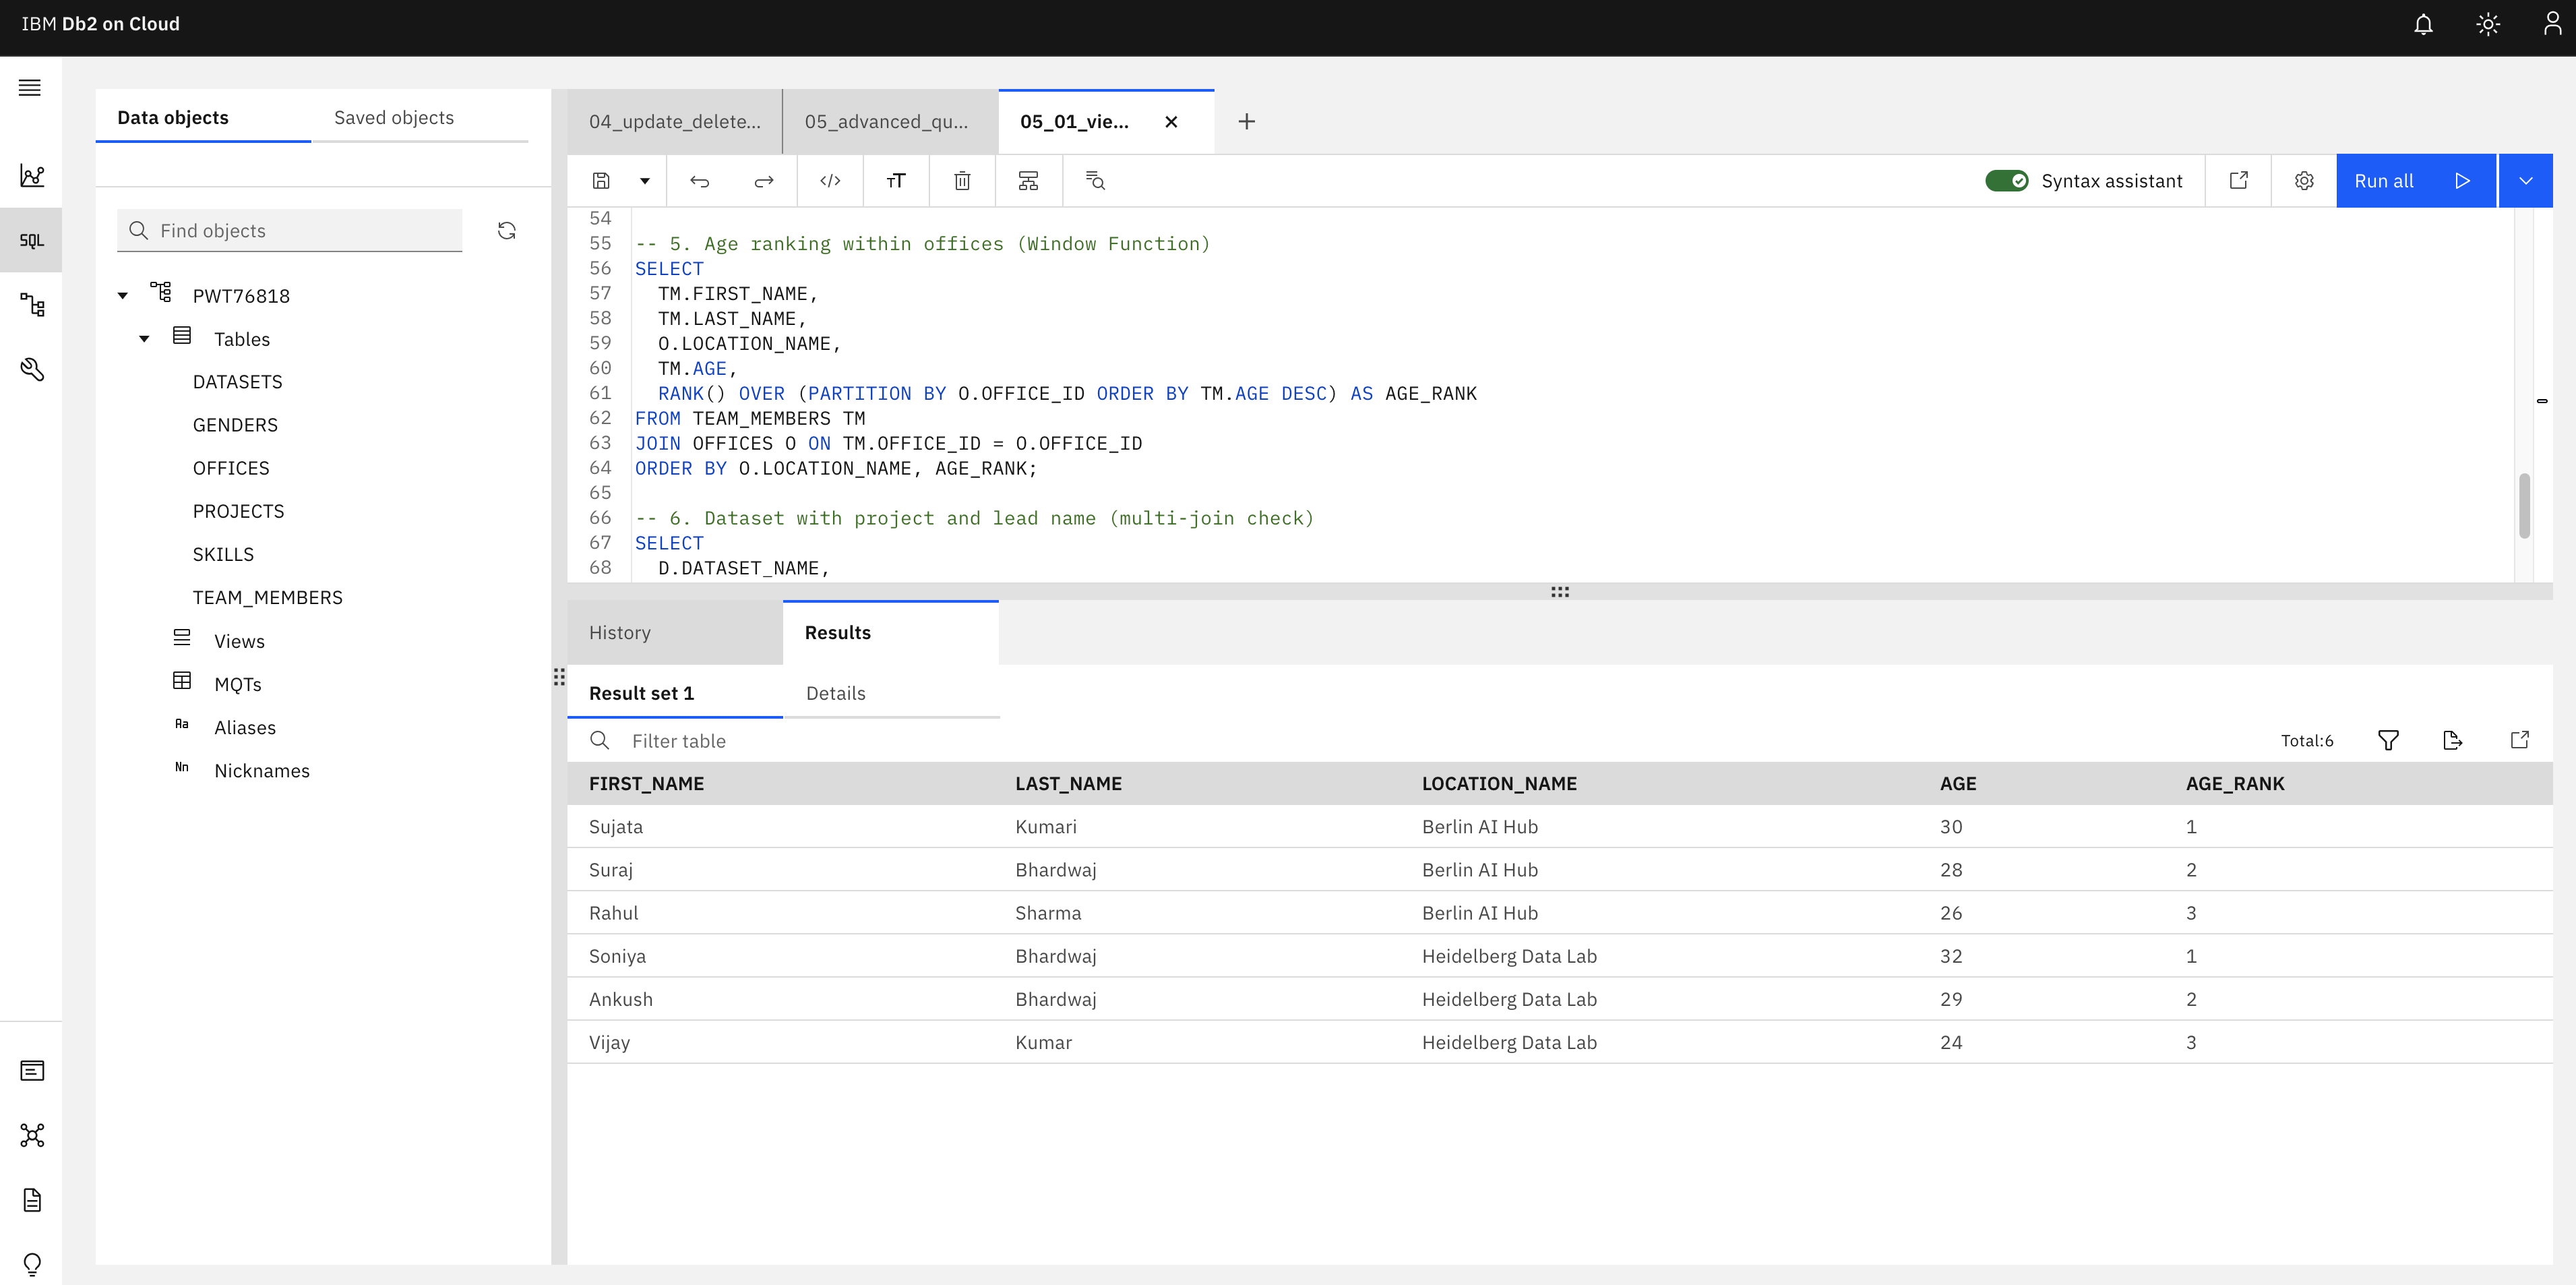 IBM Db2 on Cloud
Data objects
Saved objects
Find objects
SQL
PWT76818
Tables
DATASETS
GENDERS
OFFICES
PROJECTS
SKILLS
TEAM_MEMBERS
Views
MQTs
Aa Aliases
Nn Nicknames
04_update_delete...
05_advanced_qu...
05_01_vie...
Syntax assistant
Run all
54
55 -- 5. Age ranking within offices (Window Function)
56 SELECT
57   TM.FIRST_NAME,
58   TM.LAST_NAME,
59   O.LOCATION_NAME,
60   TM.AGE,
61   RANK() OVER (PARTITION BY O.OFFICE_ID ORDER BY TM.AGE DESC) AS AGE_RANK
62 FROM TEAM_MEMBERS TM
63 JOIN OFFICES O ON TM.OFFICE_ID = O.OFFICE_ID
64 ORDER BY O.LOCATION_NAME, AGE_RANK;
65
66 -- 6. Dataset with project and lead name (multi-join check)
67 SELECT
68   D.DATASET_NAME,
History
Results
Result set 1
Details
Filter table
Total:6
FIRST_NAME LAST_NAME LOCATION_NAME AGE AGE_RANK
Sujata Kumari Berlin AI Hub 30 1
Suraj Bhardwaj Berlin AI Hub 28 2
Rahul Sharma Berlin AI Hub 26 3
Soniya Bhardwaj Heidelberg Data Lab 32 1
Ankush Bhardwaj Heidelberg Data Lab 29 2
Vijay Kumar Heidelberg Data Lab 24 3